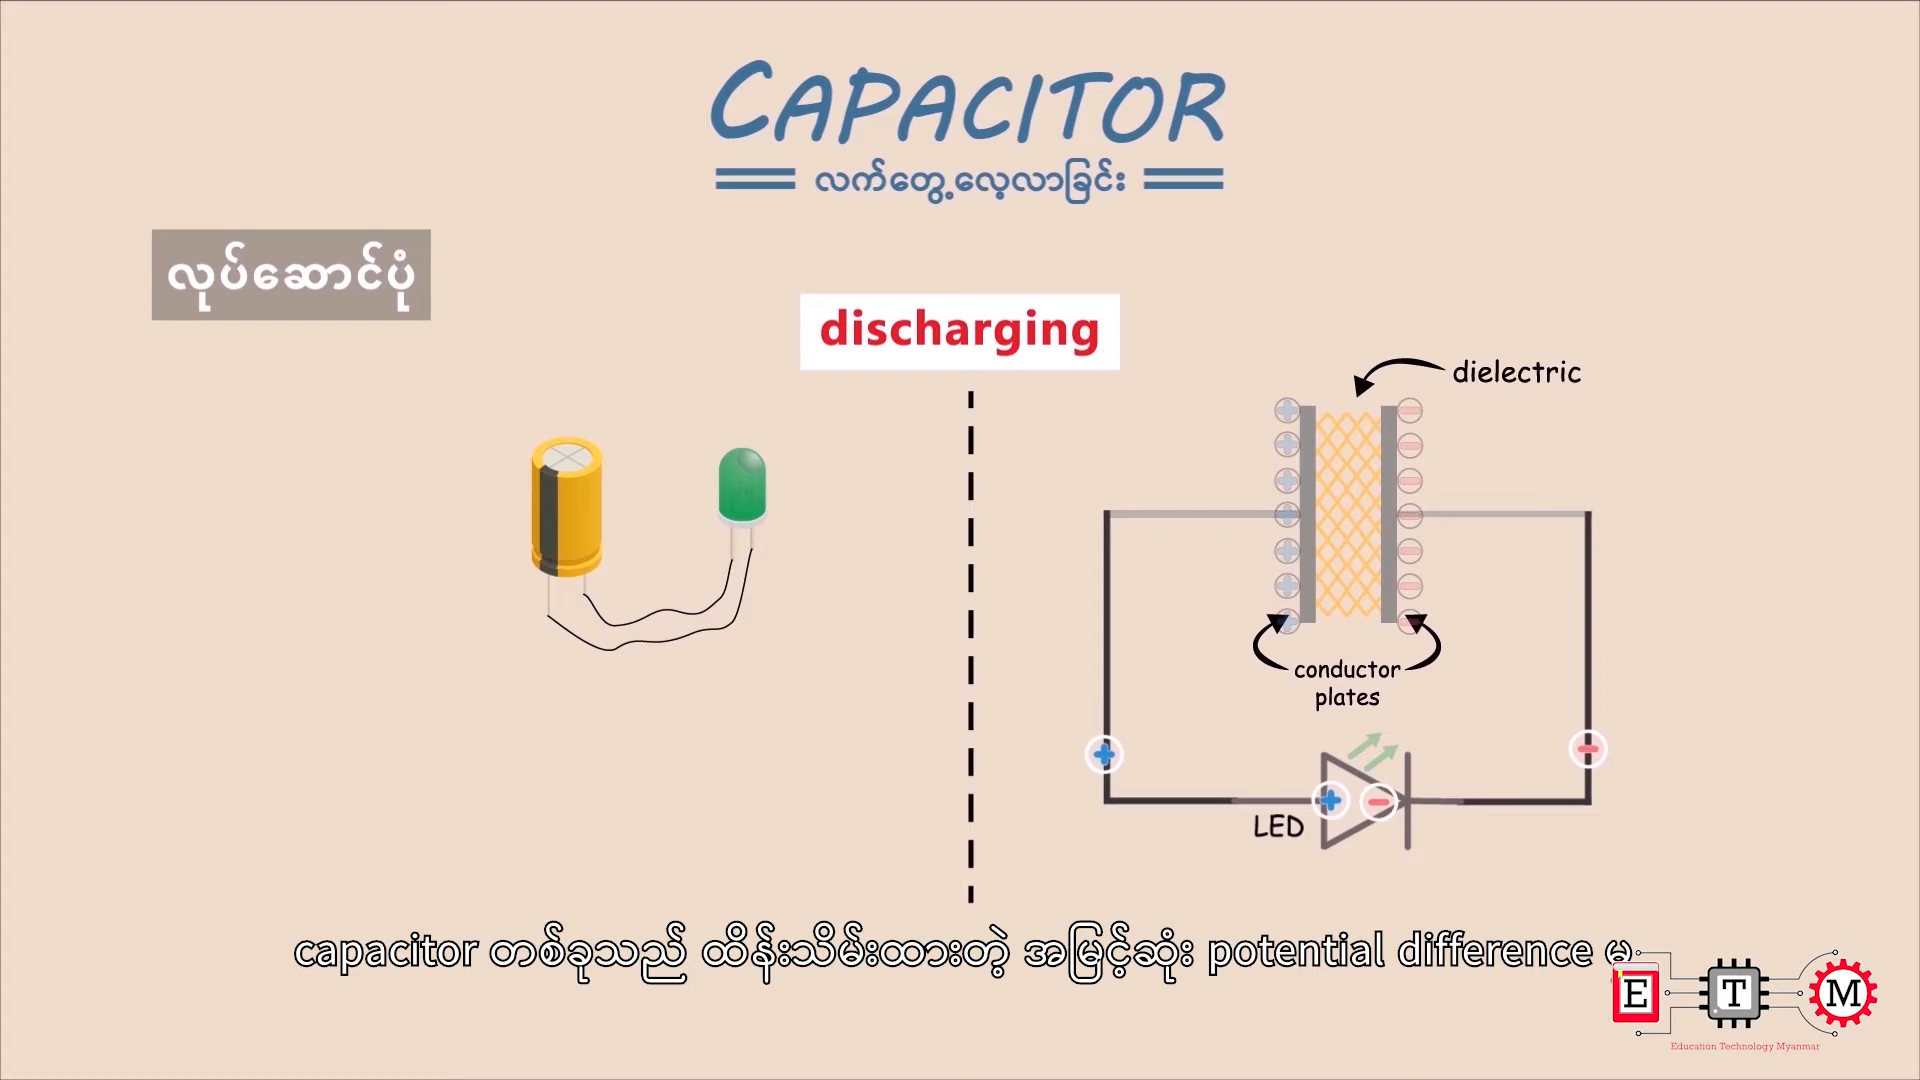 CAPACITOR
လက်တွေ့လေ့လာခြင်း
လုပ်ဆောင်ပုံ
discharging
dielectric
conductor
plates
LED
capacitor တစ်ခုသည် ထိန်းသိမ်းထားတဲ့ အမြင့်ဆုံး potential difference မှ
E T M
Education Technology Myanmar